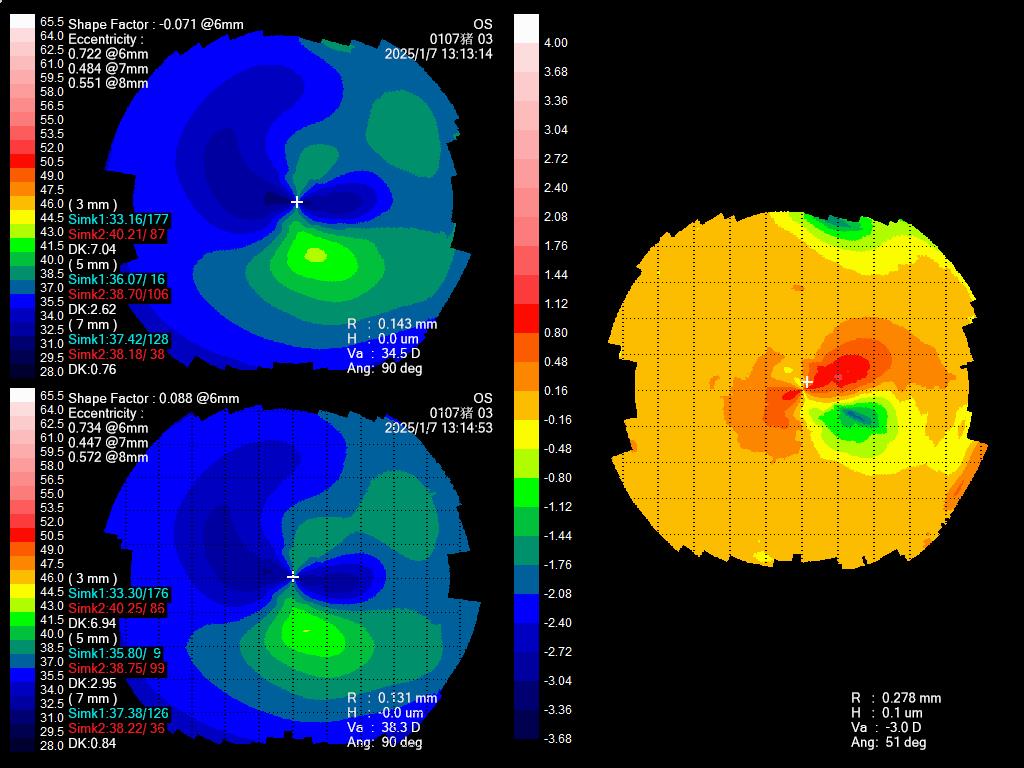 Shape Factor : -0.071 @6mm
Eccentricity :
0.722 @6mm
0.484 @7mm
0.551 @8mm
OS
0107猪 03
2025/1/7 13:13:14
65.5
64.0
62.5
61.0
59.5
58.0
56.5
55.0
53.5
52.0
50.5
49.0
47.5
46.0
44.5
43.0
41.5
40.0
38.5
37.0
35.5
34.0
32.5
31.0
29.5
28.0
( 3 mm )
Simk1:33.16/177
Simk2:40.21/ 87
DK:7.04
( 5 mm )
Simk1:36.07/ 16
Simk2:38.70/106
DK:2.62
( 7 mm )
Simk1:37.42/128
Simk2:38.18/ 38
DK:0.76
R : 0.143 mm
H : 0.0 um
Va : 34.5 D
Ang: 90 deg
Shape Factor : 0.088 @6mm
Eccentricity :
0.734 @6mm
0.447 @7mm
0.572 @8mm
OS
0107猪 03
2025/1/7 13:14:53
65.5
64.0
62.5
61.0
59.5
58.0
56.5
55.0
53.5
52.0
50.5
49.0
47.5
46.0
44.5
43.0
41.5
40.0
38.5
37.0
35.5
34.0
32.5
31.0
29.5
28.0
( 3 mm )
Simk1:33.30/176
Simk2:40.25/ 86
DK:6.94
( 5 mm )
Simk1:35.80/ 9
Simk2:38.75/ 99
DK:2.95
( 7 mm )
Simk1:37.38/126
Simk2:38.22/ 36
DK:0.84
R : 0.131 mm
H : -0.0 um
Va : 38.3 D
Ang: 90 deg
4.00
3.68
3.36
3.04
2.72
2.40
2.08
1.76
1.44
1.12
0.80
0.48
0.16
-0.16
-0.48
-0.80
-1.12
-1.44
-1.76
-2.08
-2.40
-2.72
-3.04
-3.36
-3.68
R : 0.278 mm
H : 0.1 um
Va : -3.0 D
Ang: 51 deg